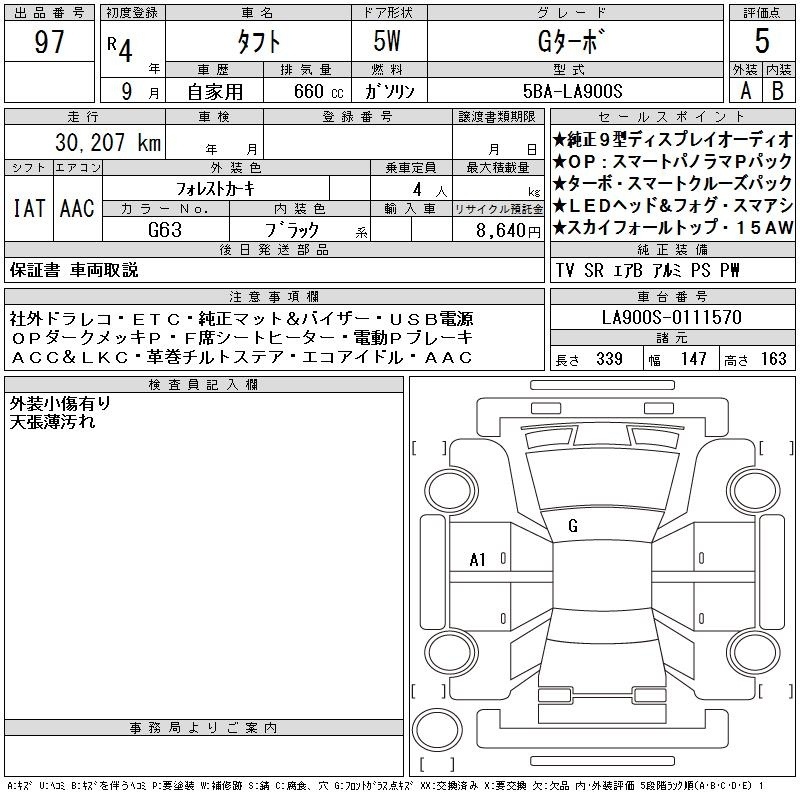 出品番号
97
初度登録
R 4 年
9 月
車名
タフト
ドア形状
5W
グレード
Gターボ
評価点
5
車歴
自家用
排気量
660 CC
燃料
ガソリン
型式
5BA-LA900S
外装 内装
A B
走行
30,207 km
車検
年 月
登録番号
譲渡書類期限
月 日
シフト
IAT
エアコン
AAC
外装色
フォレストカーキ
乗車定員
4 人
最大積載量
kg
カラーNo.
G63
内装色
ブラック 系
輸入車
リサイクル預託金
8,640円
後日発送部品
保証書 車両取説
セールスポイント
★純正9型ディスプレイオーディオ
★OP:スマートパノラマPパック
★ターボ・スマートクルーズパック
★LEDヘッド&フォグ・スマアシ
★スカイフォールトップ・15AW
純正装備
TV SR エアB アルミ PS PW
注意事項欄
社外ドラレコ・ETC・純正マット&バイザー・USB電源
OPダークメッキP・F席シートヒーター・電動Pブレーキ
ACC&LKC・革巻チルトステア・エコアイドル・AAC
車台番号
LA900S-0111570
諸元
長さ 339 幅 147 高さ 163
検査員記入欄
外装小傷有り
天張薄汚れ
G
A1
事務局よりご案内
A:キズ U:ヘコミ B:キズを伴うヘコミ P:要塗装 W:補修跡 S:錆 C:腐食、穴 G:フロントガラス点キズ XX:交換済み X:要交換 欠:欠品 内・外装評価 5段階ランク順(A・B・C・D・E) 1